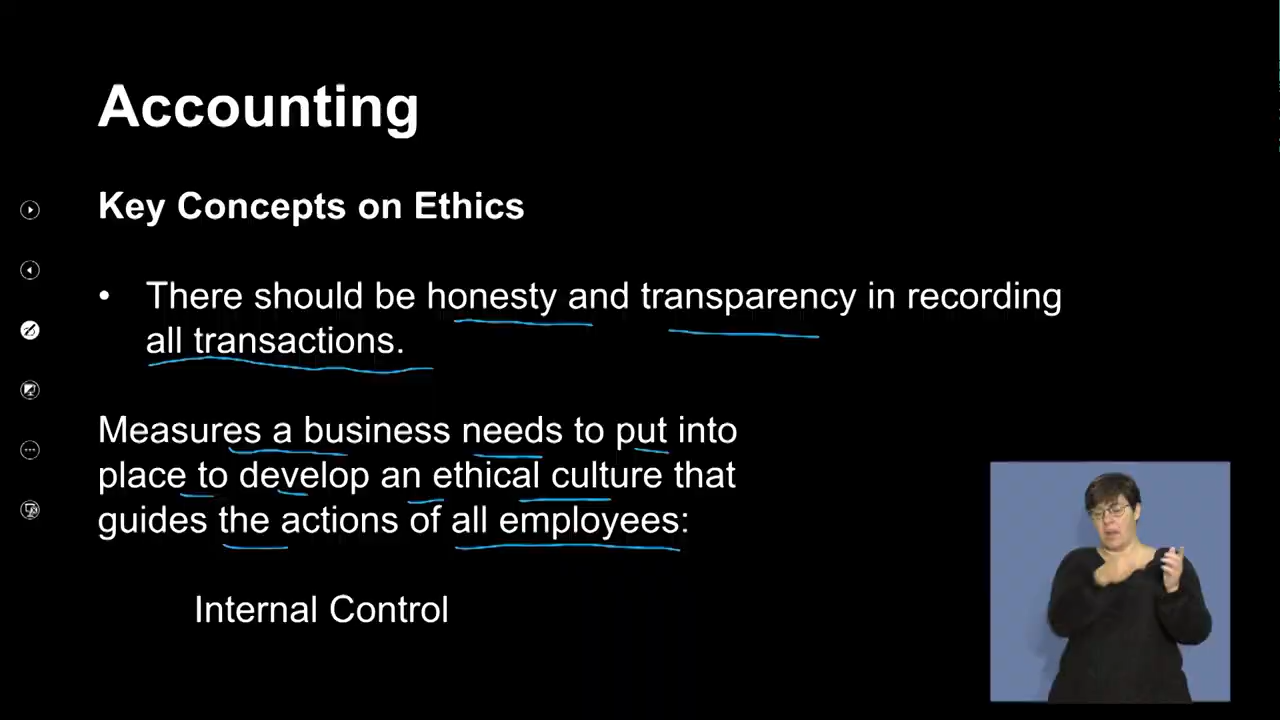 Accounting
Key Concepts on Ethics
• There should be honesty and transparency in recording
all transactions.
Measures a business needs to put into
place to develop an ethical culture that
guides the actions of all employees:
Internal Control